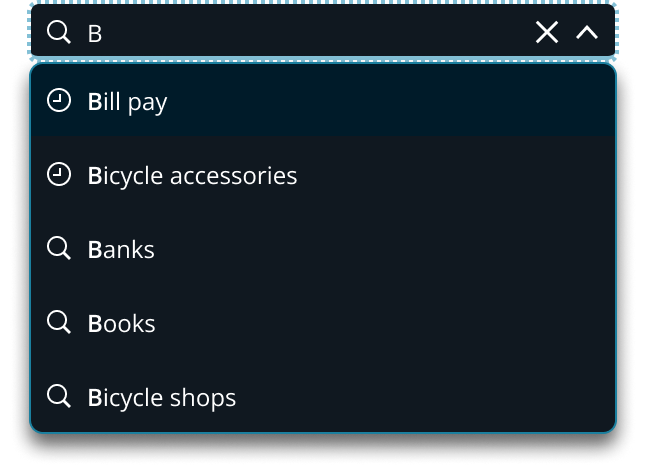 B
Bill pay
Bicycle accessories
Banks
Books
Bicycle shops